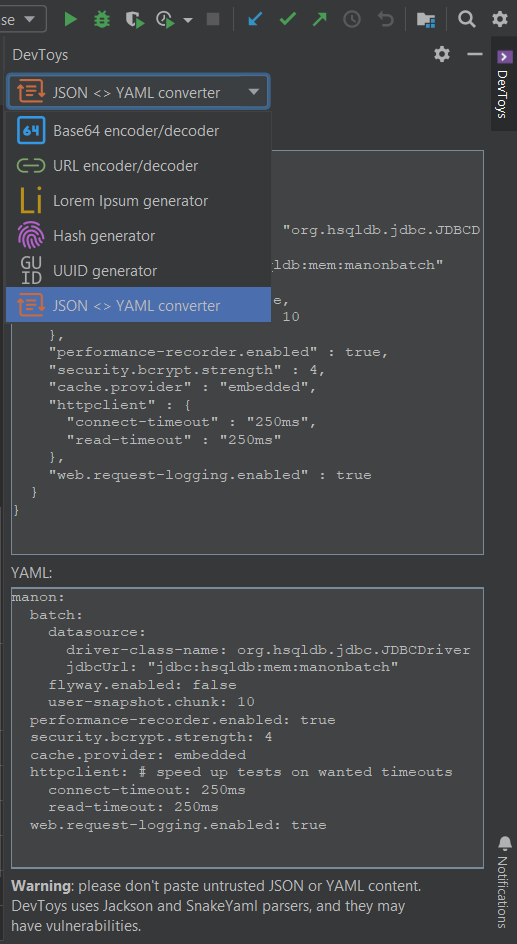 se
DevToys
JSON <> YAML converter
64 Base64 encoder/decoder
URL encoder/decoder
Li Lorem Ipsum generator
Hash generator
GU
ID UUID generator
JSON <> YAML converter
"org.hsqldb.jdbc.JDBCD
ldb:mem:manonbatch"
e,
10
},
"performance-recorder.enabled" : true,
"security.bcrypt.strength" : 4,
"cache.provider" : "embedded",
"httpclient" : {
"connect-timeout" : "250ms",
"read-timeout" : "250ms"
},
"web.request-logging.enabled" : true
}
}
YAML:
manon:
batch:
datasource:
driver-class-name: org.hsqldb.jdbc.JDBCDriver
jdbcUrl: "jdbc:hsqldb:mem:manonbatch"
flyway.enabled: false
user-snapshot.chunk: 10
performance-recorder.enabled: true
security.bcrypt.strength: 4
cache.provider: embedded
httpclient: # speed up tests on wanted timeouts
connect-timeout: 250ms
read-timeout: 250ms
web.request-logging.enabled: true
Warning: please don't paste untrusted JSON or YAML content.
DevToys uses Jackson and SnakeYaml parsers, and they may
have vulnerabilities.
DevToys
Notifications